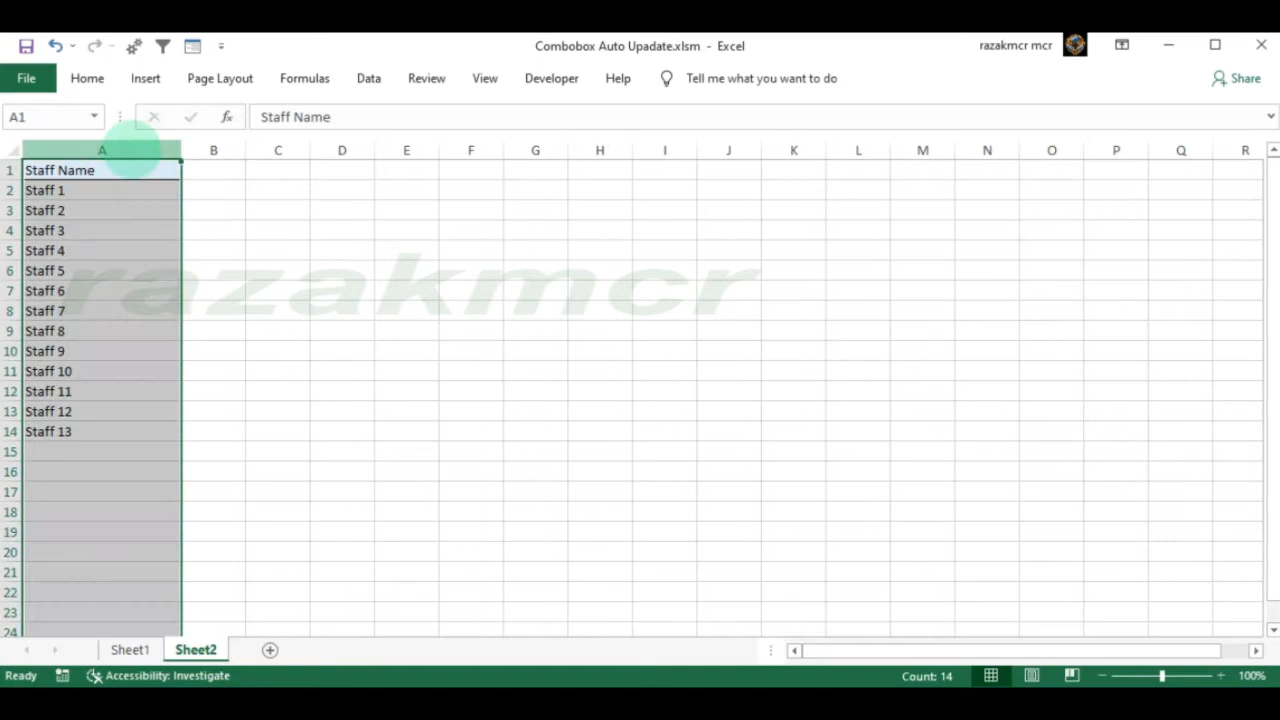 Combobox Auto Upadate.xlsm - Excel
razakmcr mcr
File Home Insert Page Layout Formulas Data Review View Developer Help Tell me what you want to do Share
A1 fx Staff Name
A B C D E F G H I J K L M N O P Q R
1 Staff Name
2 Staff 1
3 Staff 2
4 Staff 3
5 Staff 4
6 Staff 5
7 Staff 6
razakmcr
8 Staff 7
9 Staff 8
10 Staff 9
11 Staff 10
12 Staff 11
13 Staff 12
14 Staff 13
15
16
17
18
19
20
21
22
23
24
Sheet1 Sheet2
Ready Accessibility: Investigate Count: 14 100%